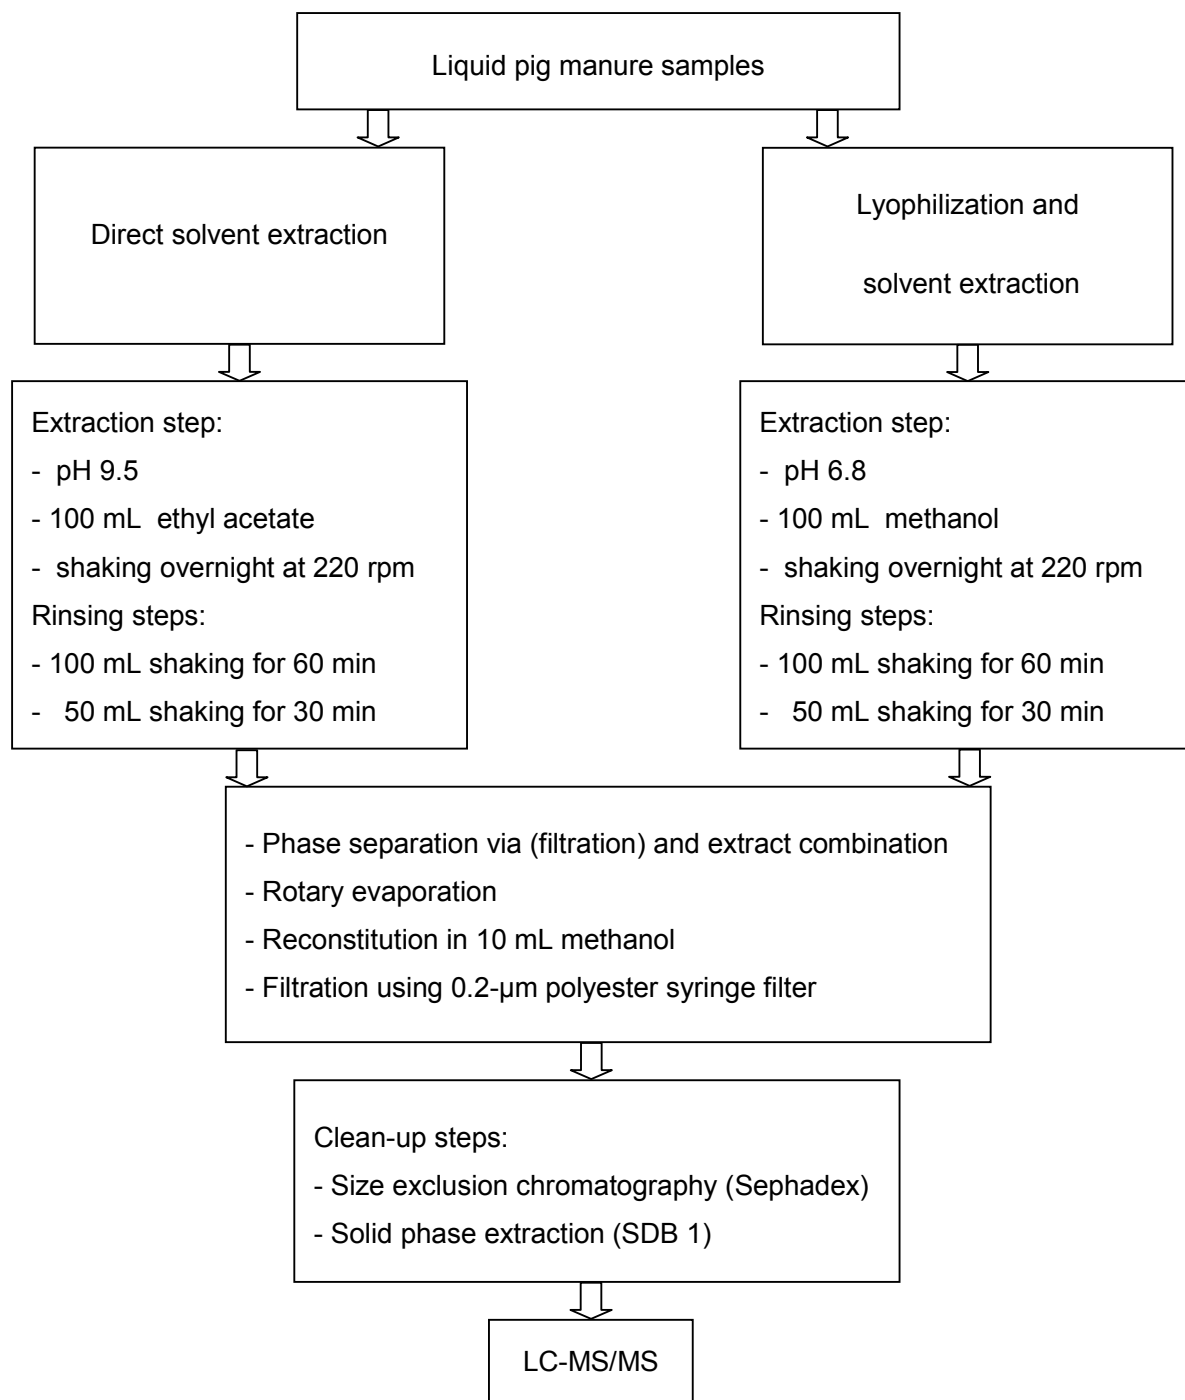 Liquid pig manure samples
Direct solvent extraction
Lyophilization and
solvent extraction
Extraction step:
- pH 9.5
- 100 mL ethyl acetate
- shaking overnight at 220 rpm
Rinsing steps:
- 100 mL shaking for 60 min
- 50 mL shaking for 30 min
Extraction step:
- pH 6.8
- 100 mL methanol
- shaking overnight at 220 rpm
Rinsing steps:
- 100 mL shaking for 60 min
- 50 mL shaking for 30 min
- Phase separation via (filtration) and extract combination
- Rotary evaporation
- Reconstitution in 10 mL methanol
- Filtration using 0.2-µm polyester syringe filter
Clean-up steps:
- Size exclusion chromatography (Sephadex)
- Solid phase extraction (SDB 1)
LC-MS/MS